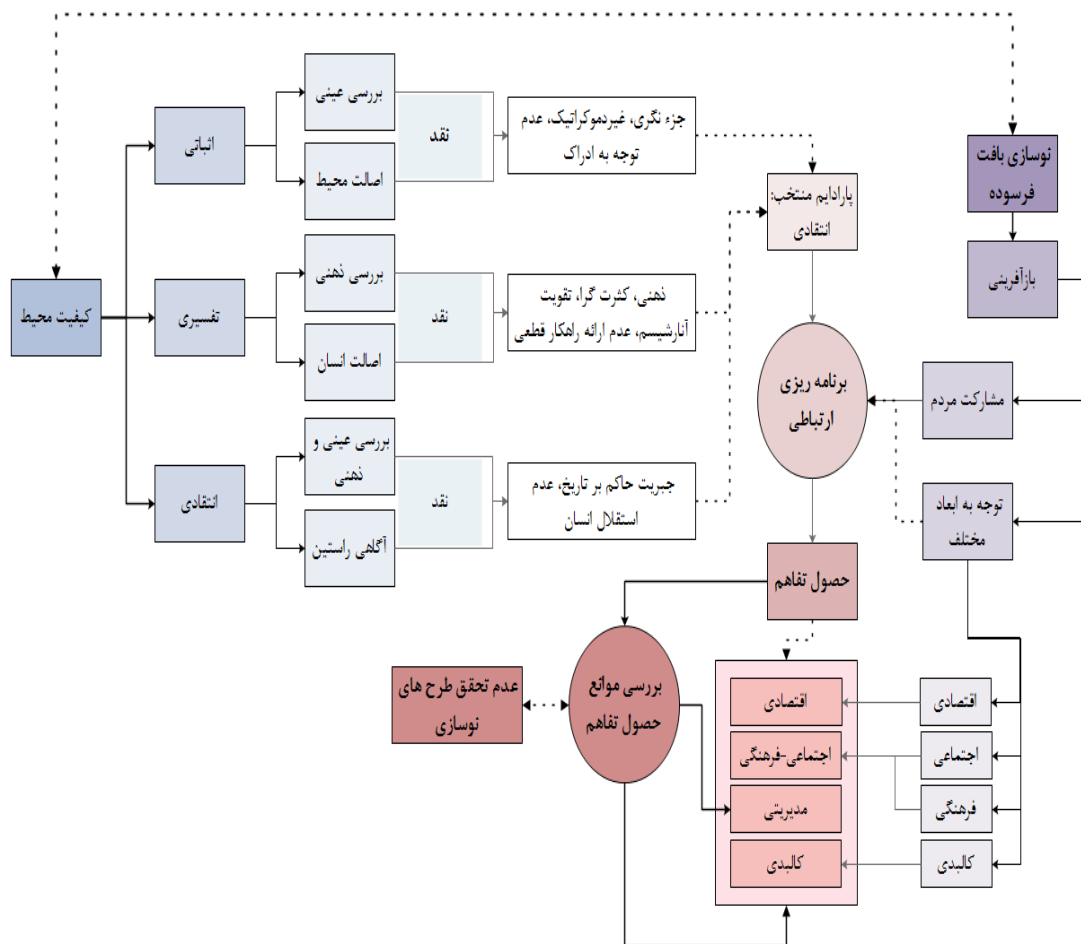 کیفیت محیط
اثباتی
تفسیری
انتقادی
بررسی عینی
اصالت محیط
بررسی ذهنی
اصالت انسان
بررسی عینی و
ذهنی
آگاهی راستین
نقد
نقد
نقد
جزء نگری، غیردموکراتیک، عدم
توجه به ادراک
ذهنی، کثرت گرا، تقویت
آنارشیسم، عدم ارائه راهکار قطعی
جبریت حاکم بر تاریخ، عدم
استقلال انسان
پارادایم منتخب:
انتقادی
برنامه ریزی
ارتباطی
حصول تفاهم
بررسی موانع
حصول تفاهم
عدم تحقق طرح های
نوسازی
نوسازی بافت
فرسوده
بازآفرینی
مشارکت مردم
توجه به ابعاد
مختلف
اقتصادی
اجتماعی
فرهنگی
کالبدی
اقتصادی
اجتماعی-فرهنگی
مدیریتی
کالبدی